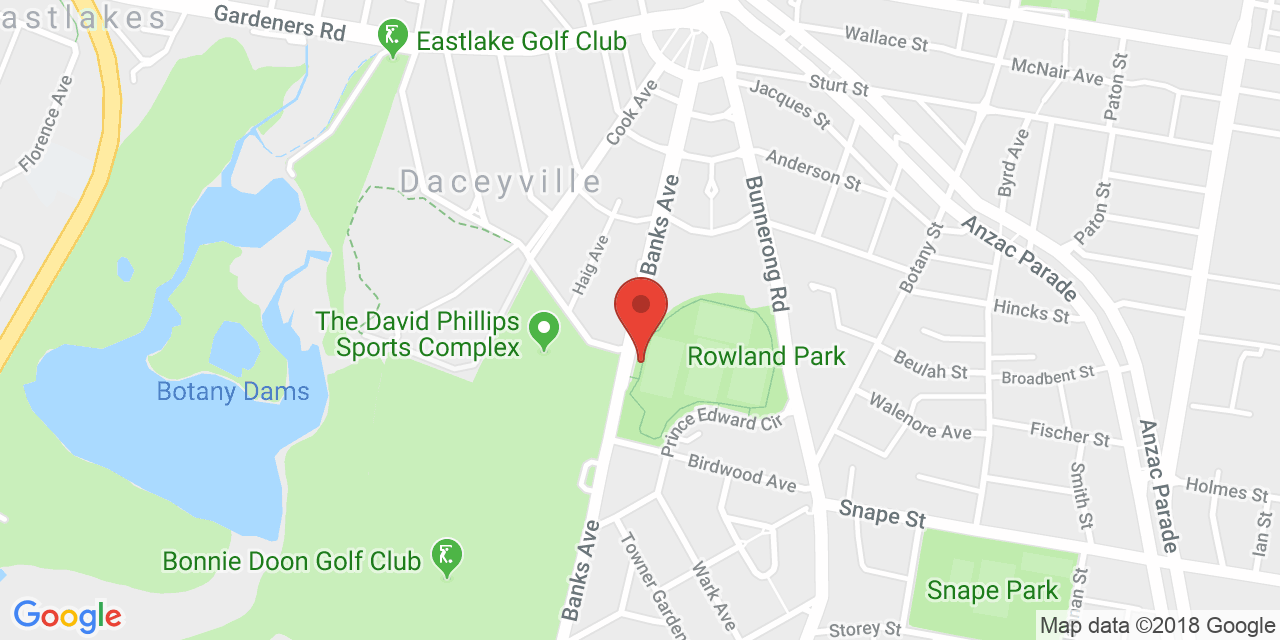 astlakes
Gardeners Rd
Eastlake Golf Club
Wallace St
McNair Ave
Paton St
Sturt St
Jacques St
Florence Ave
Cook Ave
Anderson St
Byrd Ave
Daceyville
Banks Ave
Bunnerong Rd
Paton St
Anzac Parade
Botany St
Haig Ave
Hincks St
The David Phillips
Sports Complex
Rowland Park
Beulah St
Broadbent St
Botany Dams
Prince Edward Cir
Walenore Ave
Fischer St
Anzac Parade
Birdwood Ave
Smith St
Holmes St
Snape St
Ian St
Bonnie Doon Golf Club
Banks Ave
Towner Garden
Wark Ave
Snape Park
nan St
Storey St
Google
Map data ©2018 Google